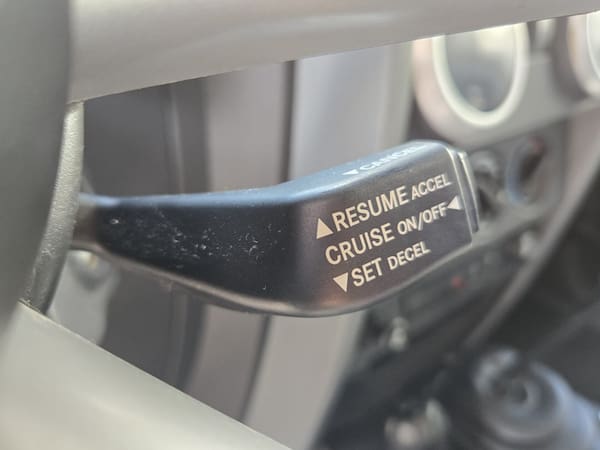 ▼CANCEL
▲RESUME ACCEL
CRUISE ON/OFF◀
▼SET DECEL